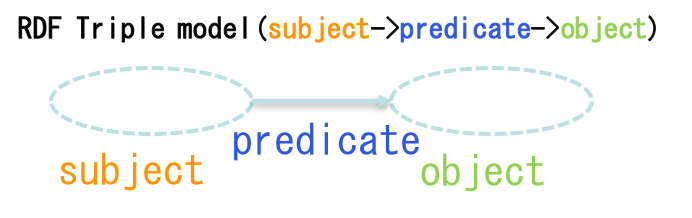 RDF Triple model(subject->predicate->object)
predicate
subject
object